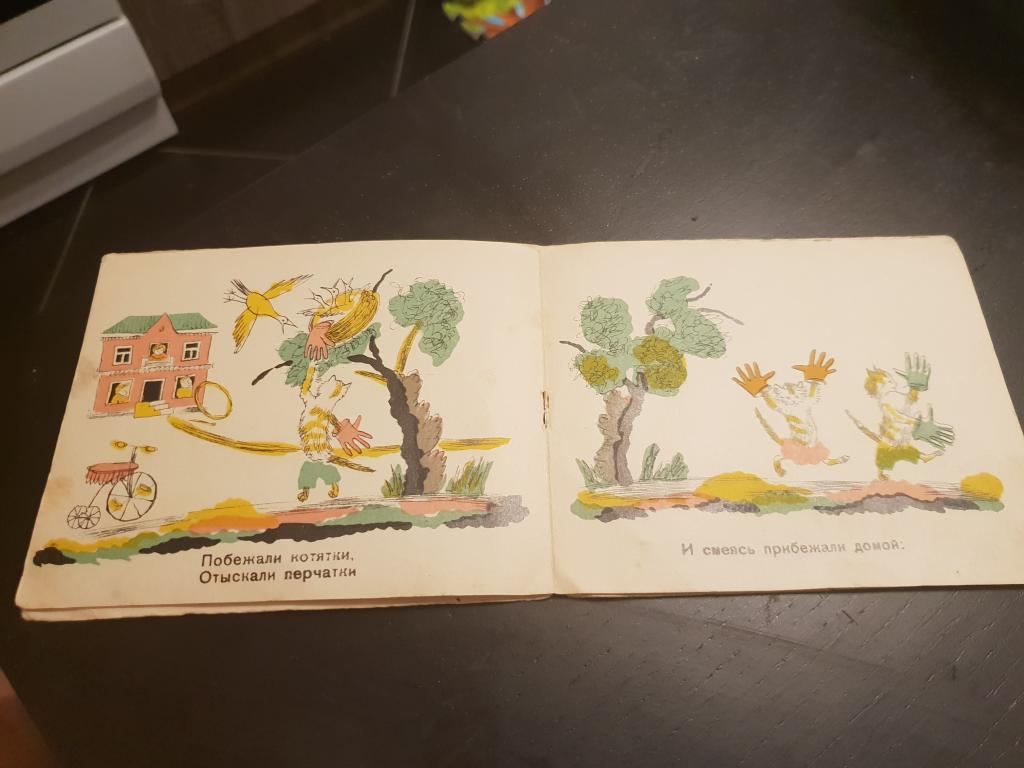 Побежали котятки,
Отыскали перчатки
И смеясь прибежали домой: